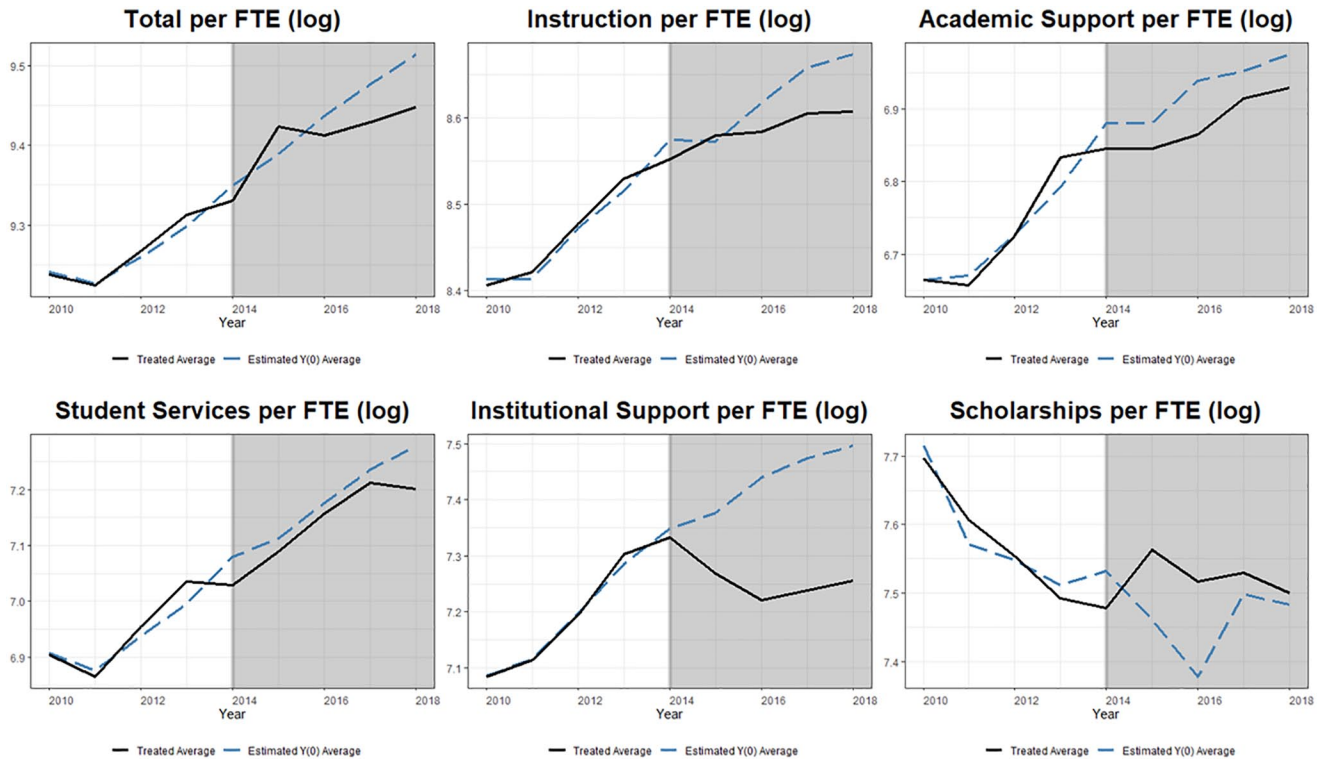 Total per FTE (log)
9.5
9.4
9.3
2010 2012 2014 2016 2018
Year
Treated Average Estimated Y(0) Average
Instruction per FTE (log)
8.6
8.5
8.4
2010 2012 2014 2016 2018
Year
Treated Average Estimated Y(0) Average
Academic Support per FTE (log)
6.9
6.8
6.7
2010 2012 2014 2016 2018
Year
Treated Average Estimated Y(0) Average
Student Services per FTE (log)
7.2
7.1
7.0
6.9
2010 2012 2014 2016 2018
Year
Treated Average Estimated Y(0) Average
Institutional Support per FTE (log)
7.5
7.4
7.3
7.2
7.1
2010 2012 2014 2016 2018
Year
Treated Average Estimated Y(0) Average
Scholarships per FTE (log)
7.7
7.6
7.5
7.4
2010 2012 2014 2016 2018
Year
Treated Average Estimated Y(0) Average